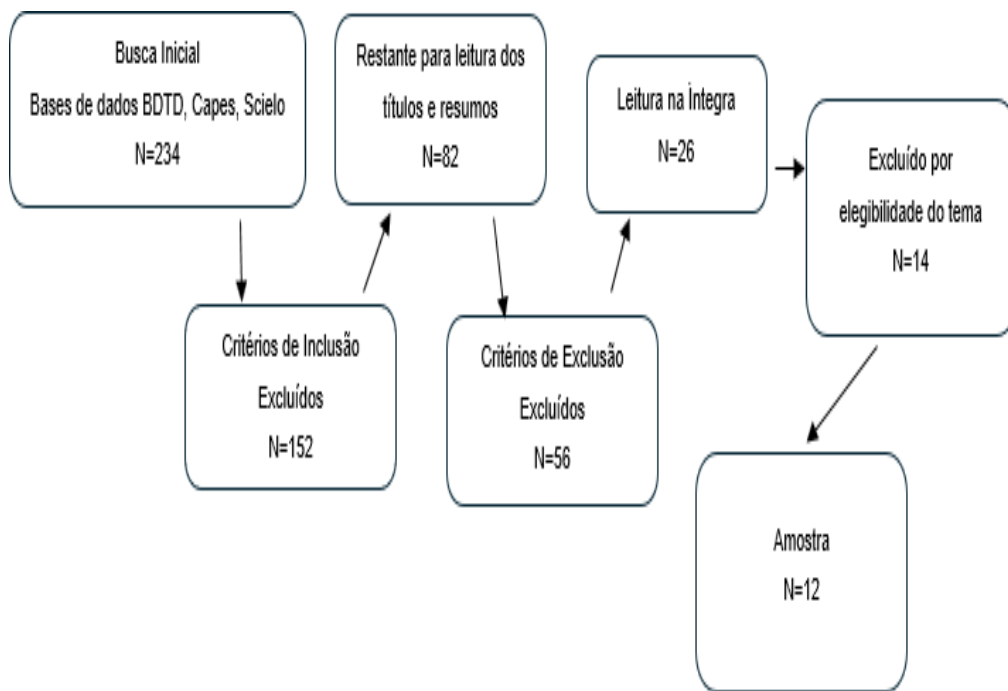 Busca Inicial
Bases de dados BDTD, Capes, Scielo
N=234
Critérios de Inclusão
Excluídos
N=152
Restante para leitura dos
títulos e resumos
N=82
Critérios de Exclusão
Excluídos
N=56
Leitura na Íntegra
N=26
Excluído por
elegibilidade do tema
N=14
Amostra
N=12